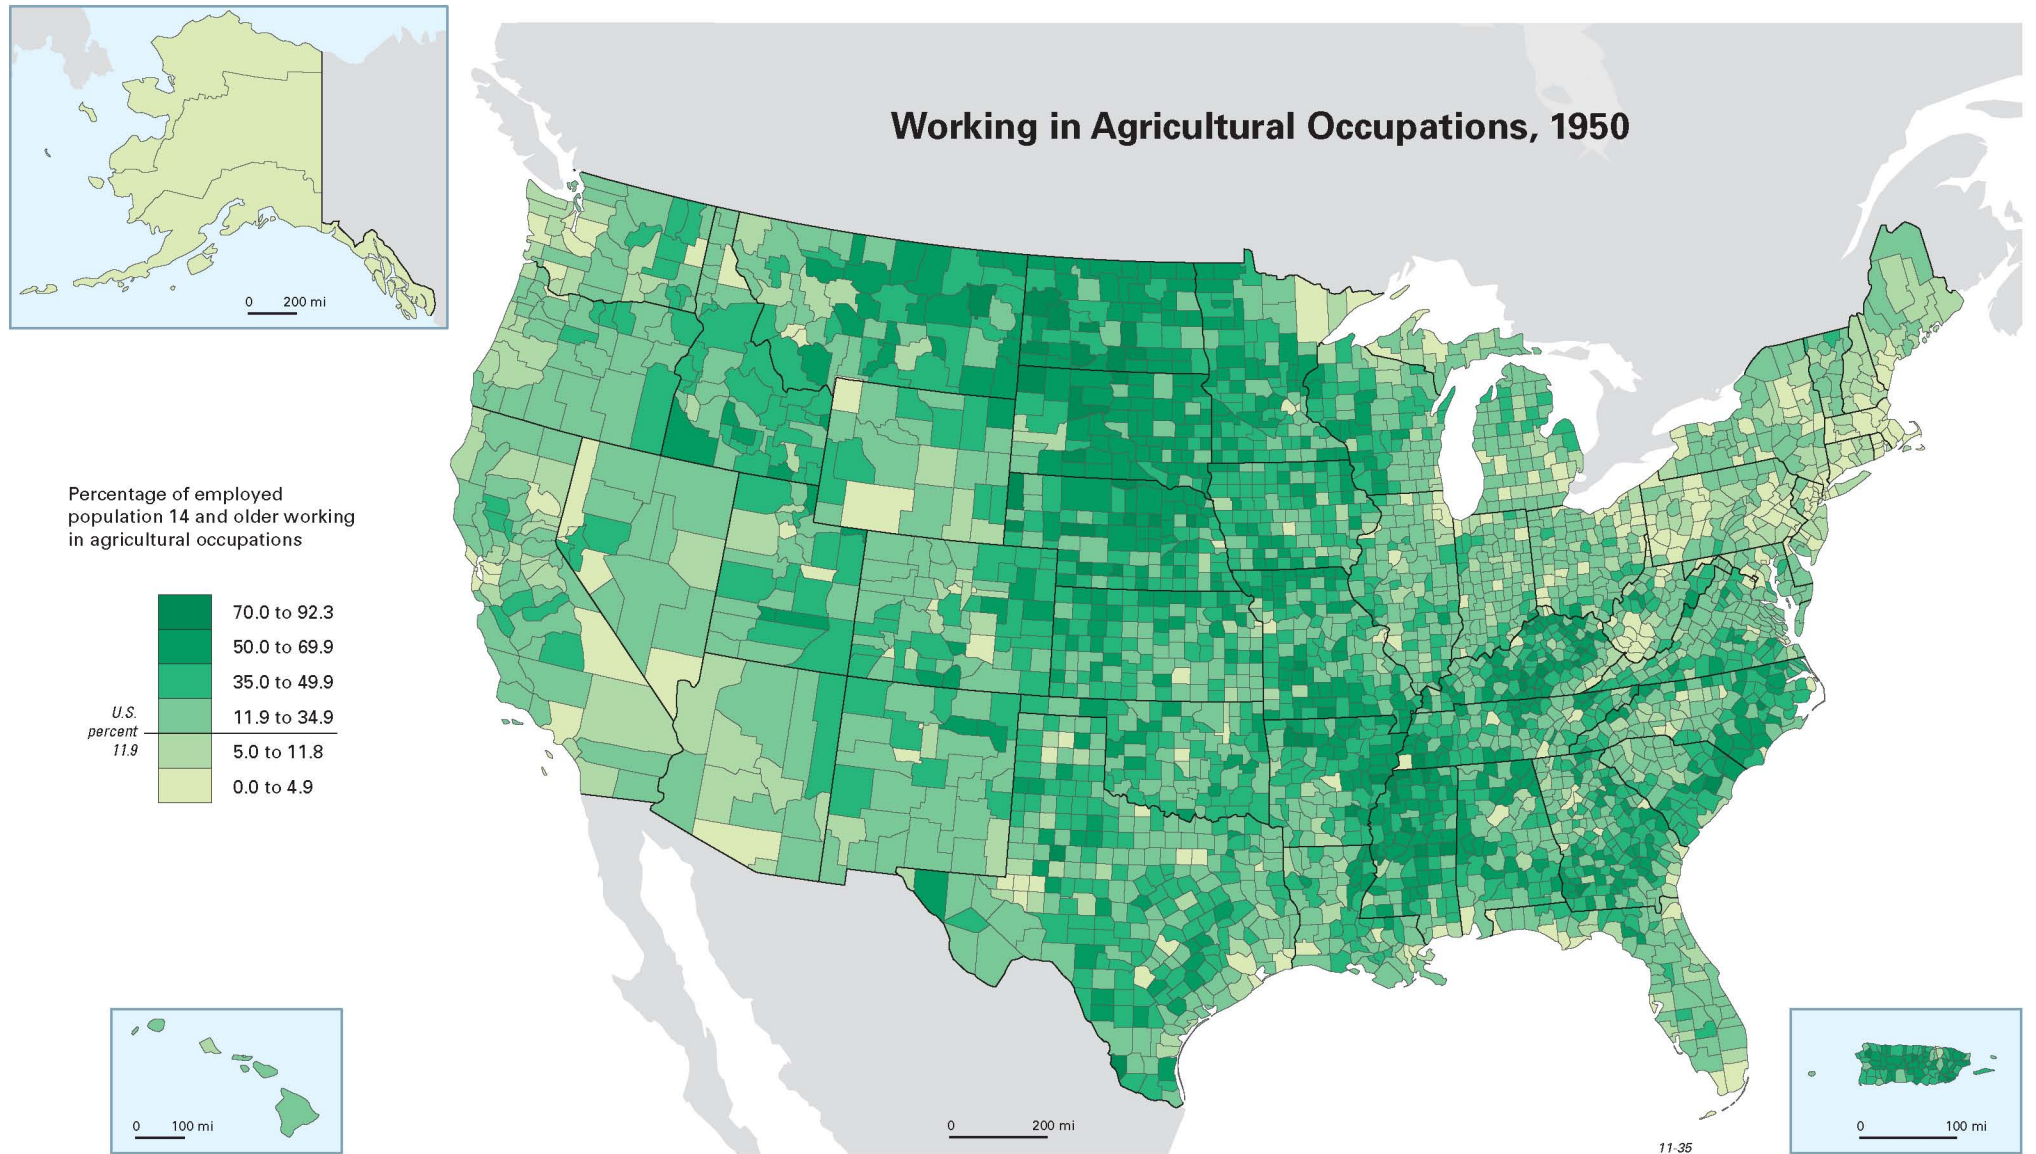 Working in Agricultural Occupations, 1950
0 200 mi
Percentage of employed
population 14 and older working
in agricultural occupations
70.0 to 92.3
50.0 to 69.9
35.0 to 49.9
11.9 to 34.9
U.S.
percent
11.9
5.0 to 11.8
0.0 to 4.9
0 100 mi
0 200 mi
0 100 mi
11-35